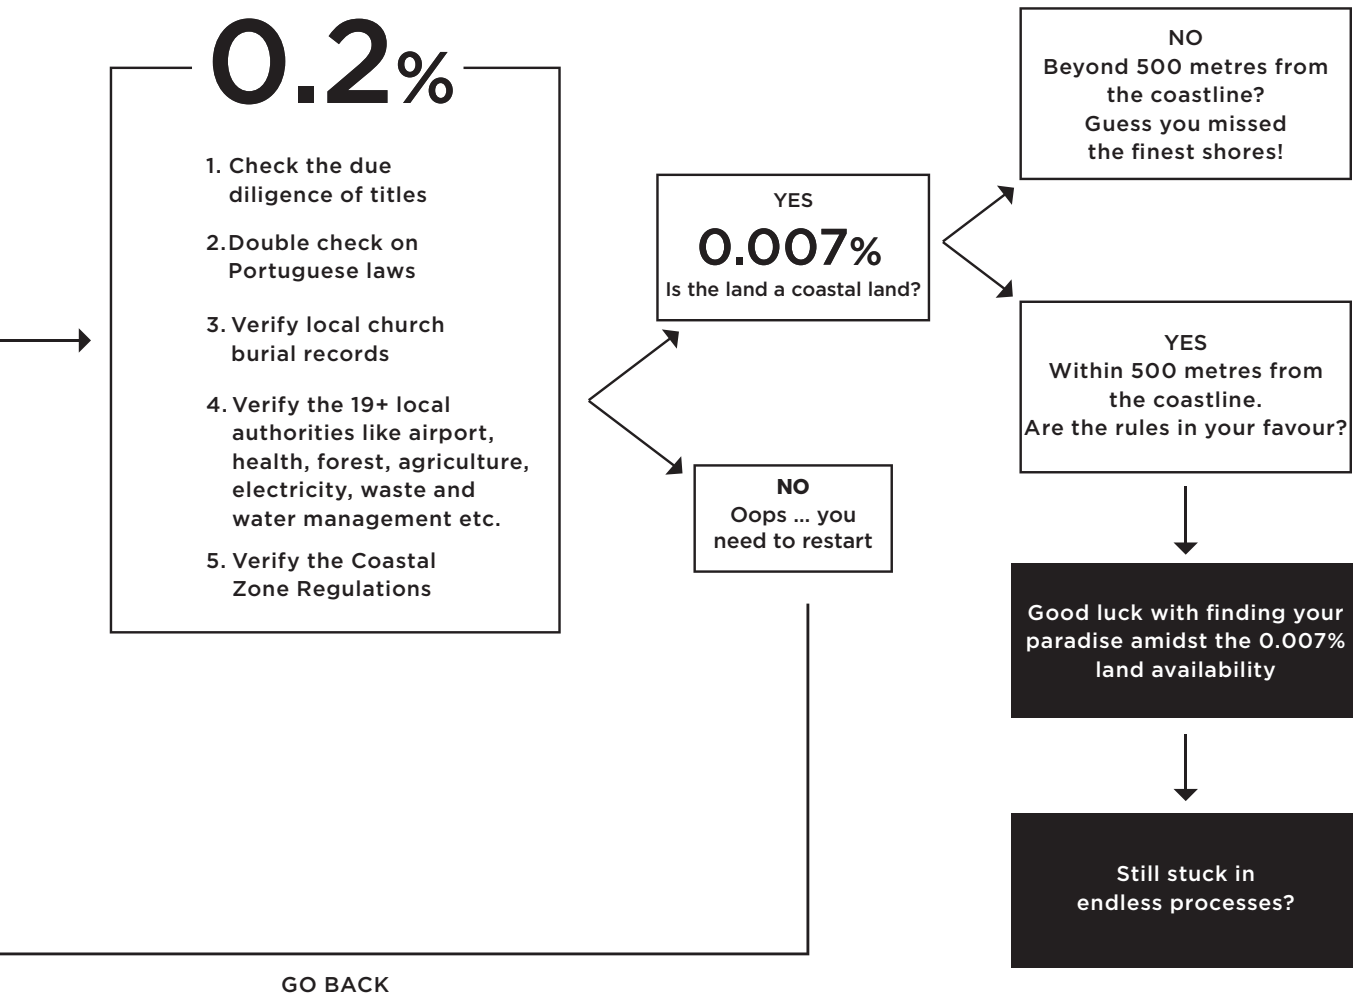 0.2%
1. Check the due
diligence of titles
2.Double check on
Portuguese laws
3. Verify local church
burial records
4. Verify the 19+ local
authorities like airport,
health, forest, agriculture,
electricity, waste and
water management etc.
5. Verify the Coastal
Zone Regulations
YES
0.007%
Is the land a coastal land?
NO
Oops ... you
need to restart
NO
Beyond 500 metres from
the coastline?
Guess you missed
the finest shores!
YES
Within 500 metres from
the coastline.
Are the rules in your favour?
Good luck with finding your
paradise amidst the 0.007%
land availability
Still stuck in
endless processes?
GO BACK